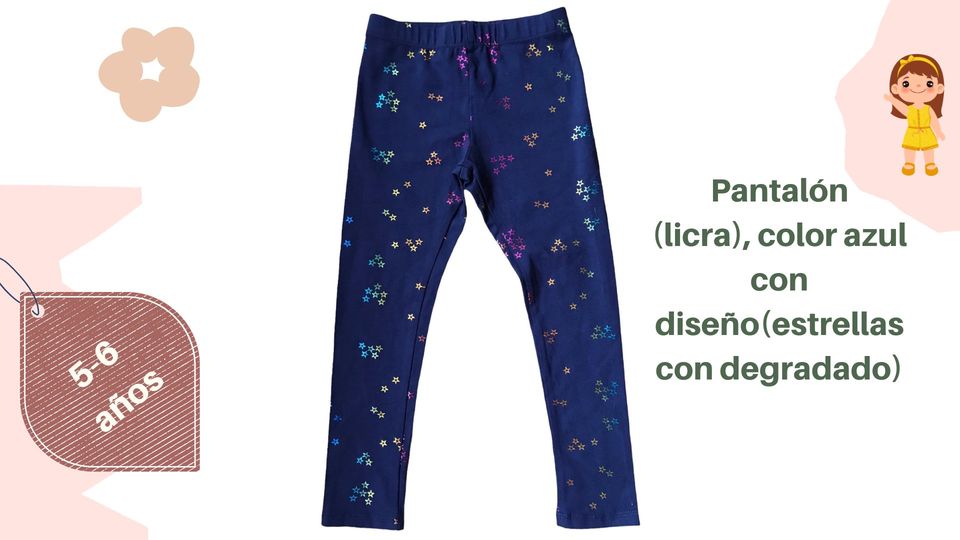 Pantalón
(licra), color azul
con
diseño(estrellas
con degradado)
5-6
años